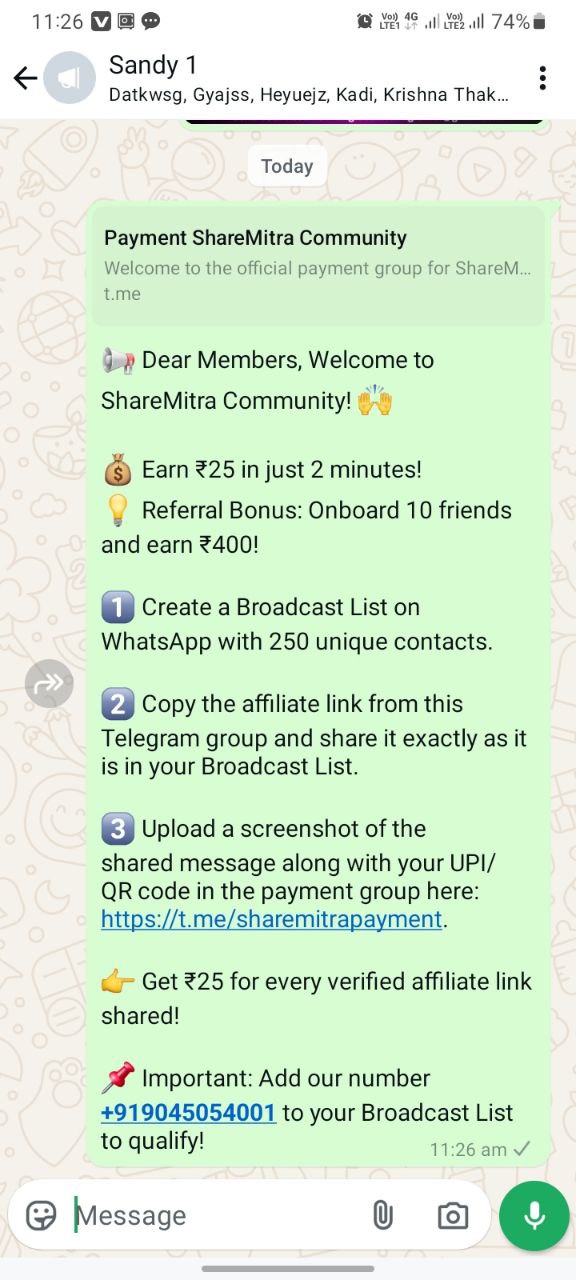 11:26 Vo) 4G Vo) 74%
LTE1 LTE2
Sandy 1
Datkwsg, Gyajss, Heyuejz, Kadi, Krishna Thak...
Today
Payment ShareMitra Community
Welcome to the official payment group for ShareM...
t.me
📢 Dear Members, Welcome to
ShareMitra Community! 🙌
💰 Earn ₹25 in just 2 minutes!
💡 Referral Bonus: Onboard 10 friends
and earn ₹400!
1️⃣ Create a Broadcast List on
WhatsApp with 250 unique contacts.
2️⃣ Copy the affiliate link from this
Telegram group and share it exactly as it
is in your Broadcast List.
3️⃣ Upload a screenshot of the
shared message along with your UPI/
QR code in the payment group here:
https://t.me/sharemitrapayment.
👉 Get ₹25 for every verified affiliate link
shared!
📌 Important: Add our number
+919045054001 to your Broadcast List
to qualify!
11:26 am
Message